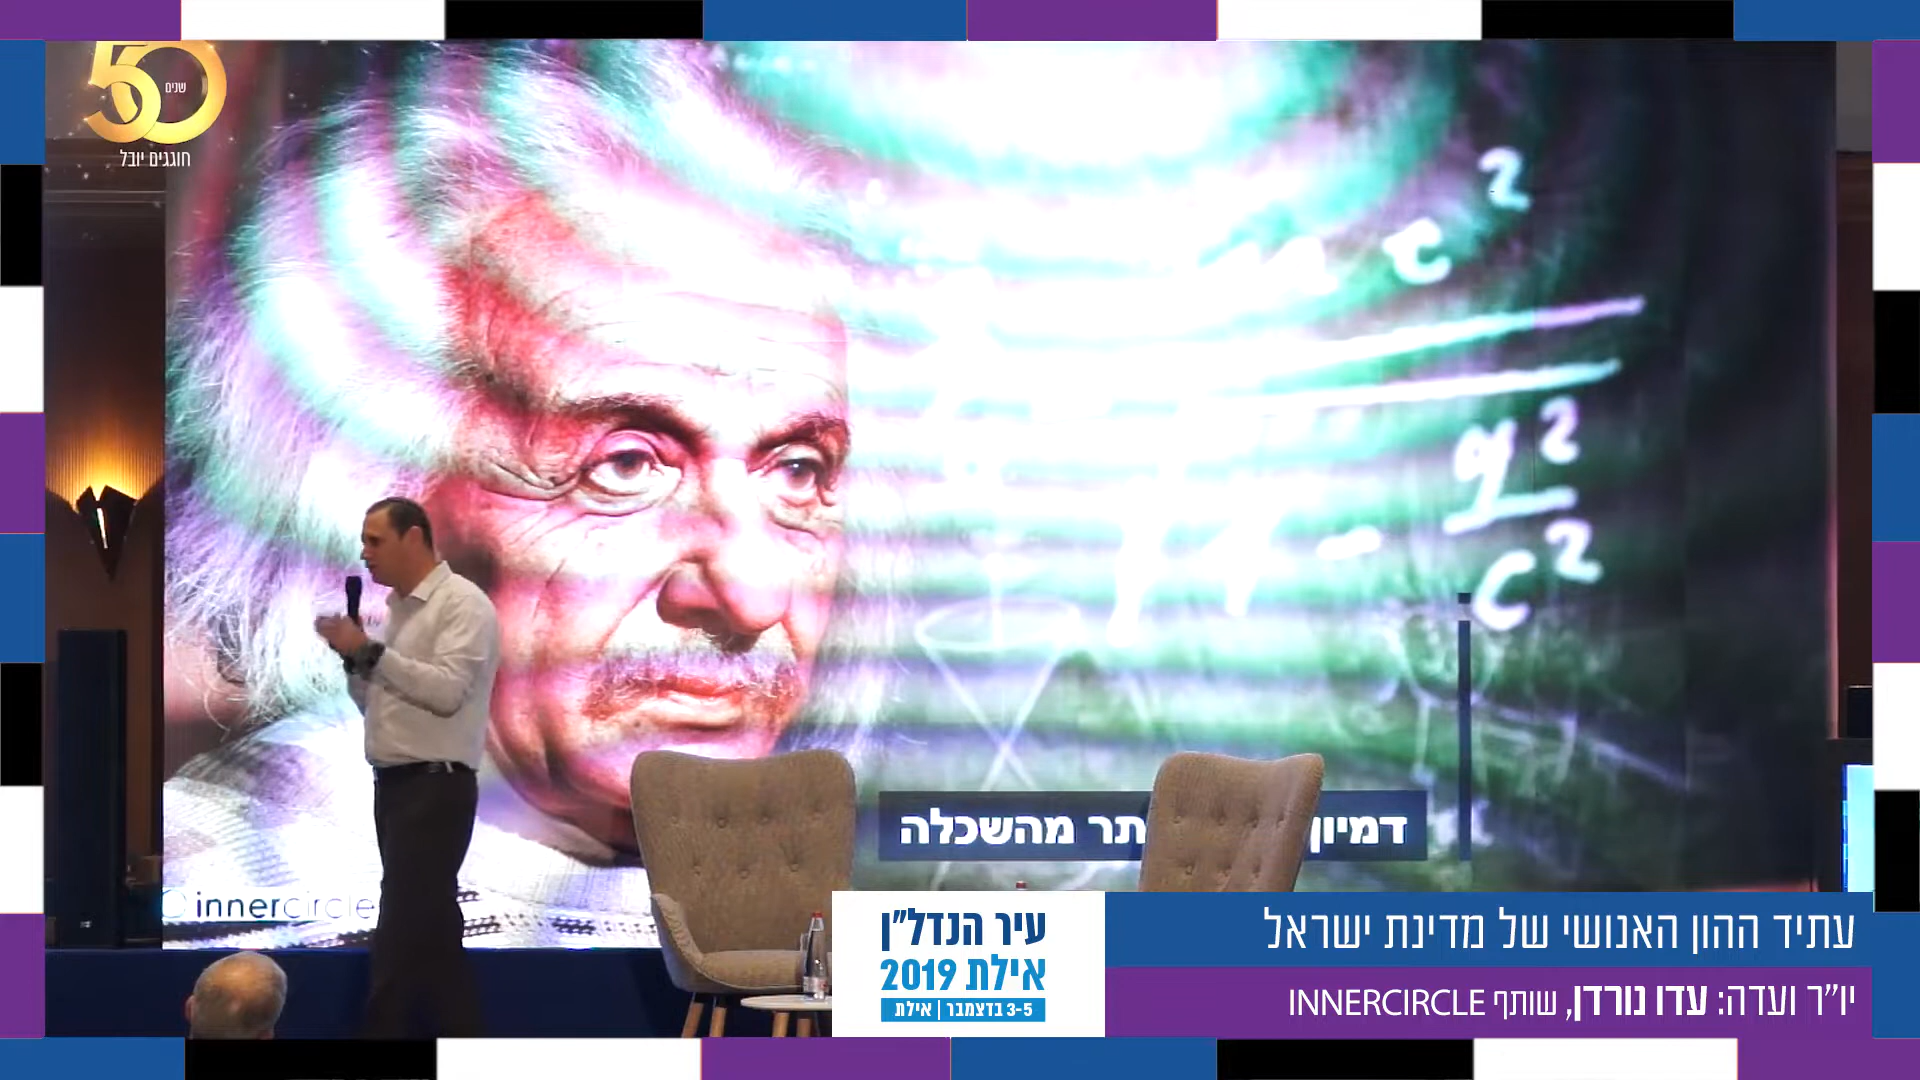 50
שנים
חוגגים יובל
m c²
y²
c²
דמיון תר מהשכלה
innercircle
עיר הנדל"ן
אילת 2019
3-5 בדצמבר | אילת
עתיד ההון האנושי של מדינת ישראל
יו"ר ועדה: עדו נורדן, שותף INNERCIRCLE